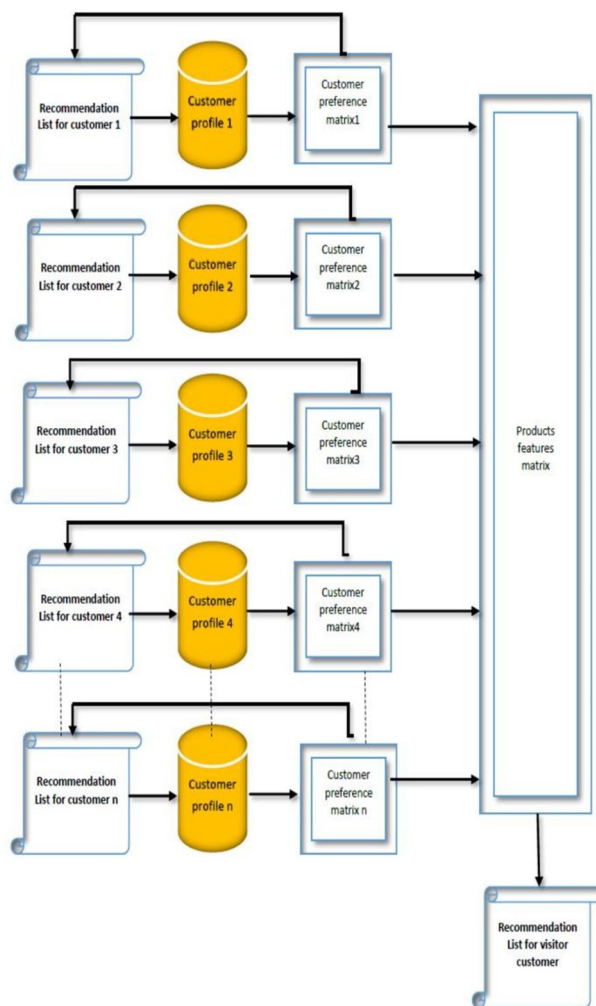 Recommendation
List for customer 1
Customer
profile 1
Customer
preference
matrix1
Recommendation
List for customer 2
Customer
profile 2
Customer
preference
matrix2
Recommendation
List for customer 3
Customer
profile 3
Customer
preference
matrix3
Products
features
matrix
Recommendation
List for customer 4
Customer
profile 4
Customer
preference
matrix4
Recommendation
List for customer n
Customer
profile n
Customer
preference
matrix n
Recommendation
List for visitor
customer